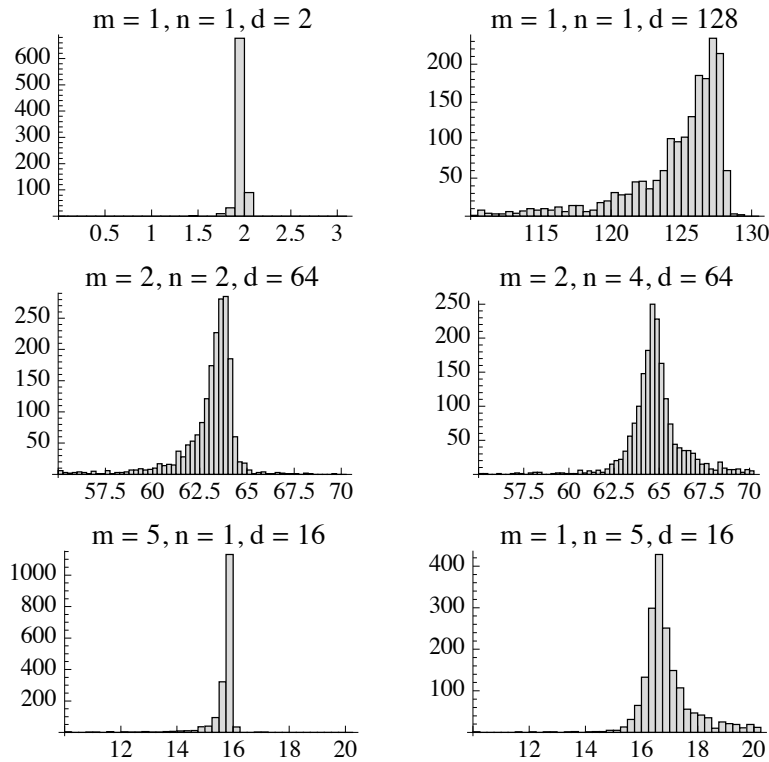 m = 1, n = 1, d = 2
600
500
400
300
200
100
0.5 1 1.5 2 2.5 3
m = 1, n = 1, d = 128
200
150
100
50
115 120 125 130
m = 2, n = 2, d = 64
250
200
150
100
50
57.5 60 62.5 65 67.5 70
m = 2, n = 4, d = 64
250
200
150
100
50
57.5 60 62.5 65 67.5 70
m = 5, n = 1, d = 16
1000
800
600
400
200
12 14 16 18 20
m = 1, n = 5, d = 16
400
300
200
100
12 14 16 18 20